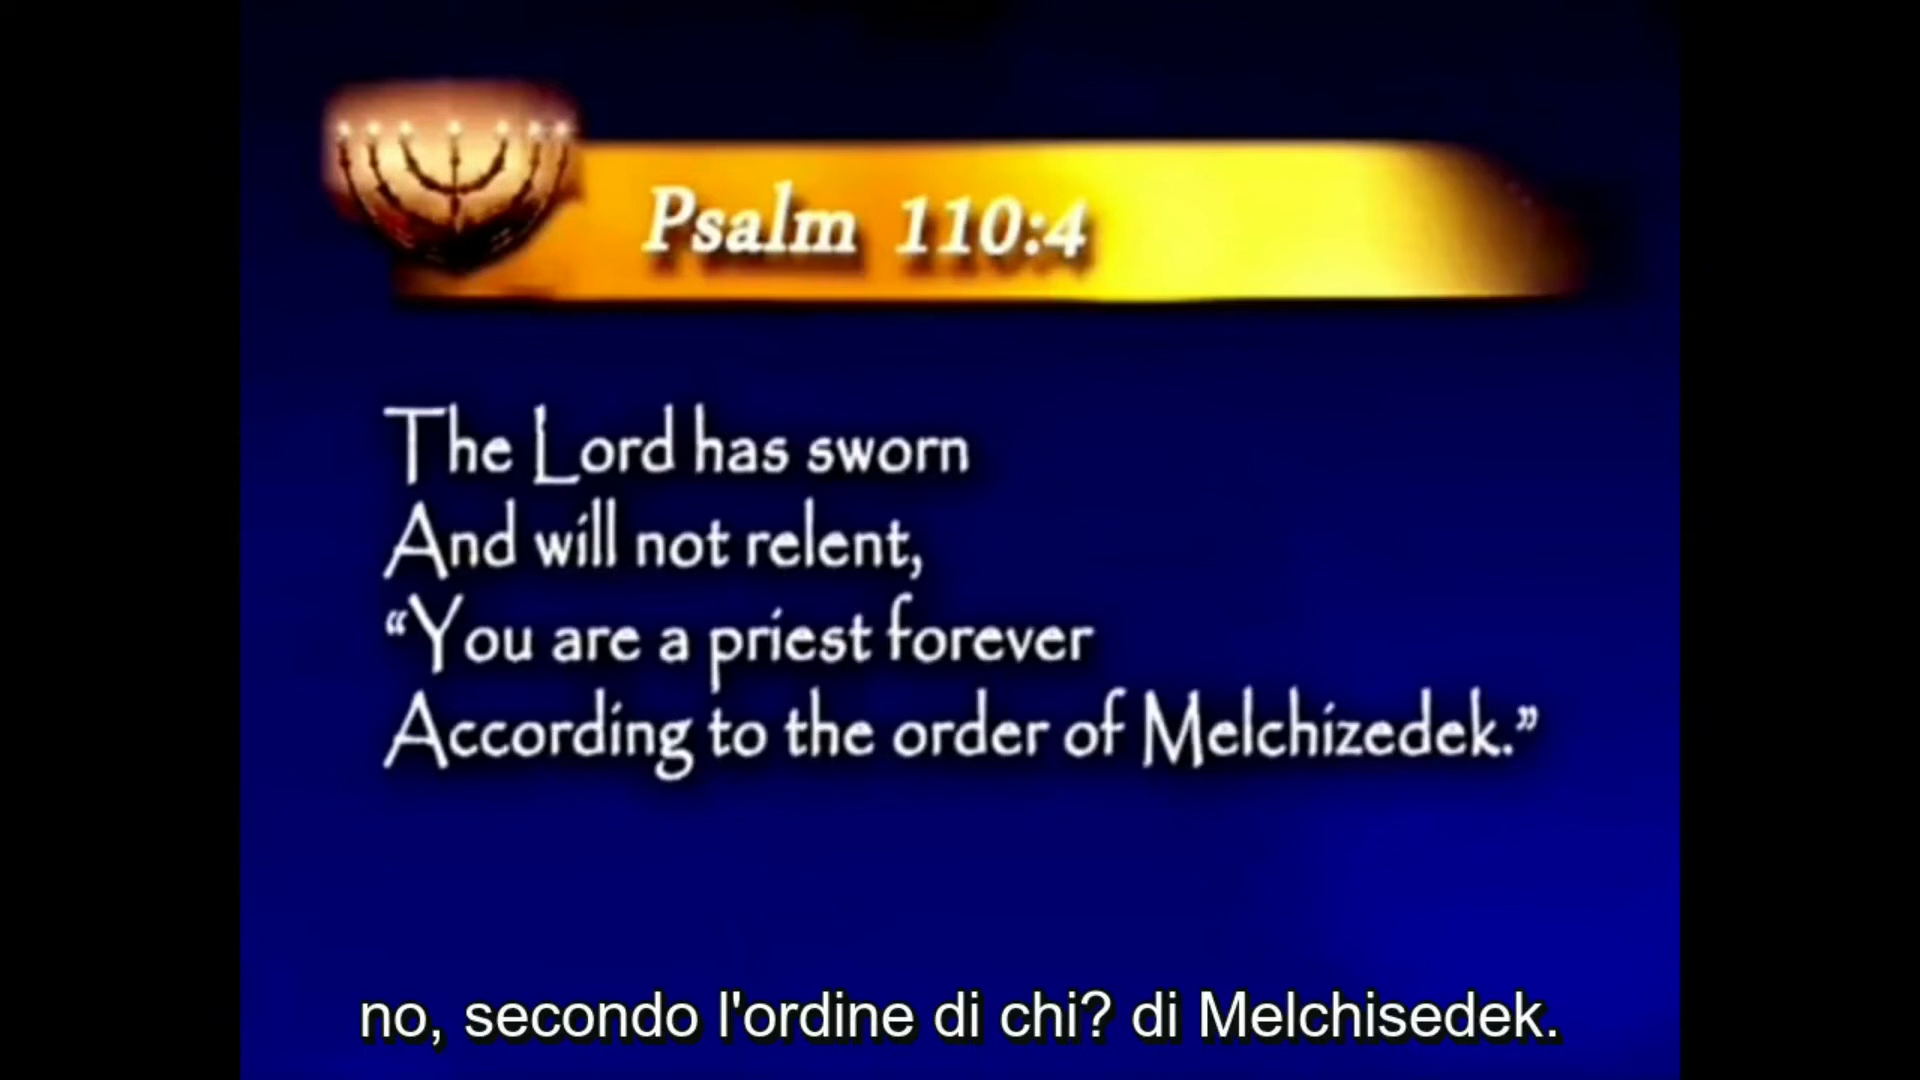 Psalm 110:4
The Lord has sworn
And will not relent,
“You are a priest forever
According to the order of Melchizedek.”
no, secondo l'ordine di chi? di Melchisedek.